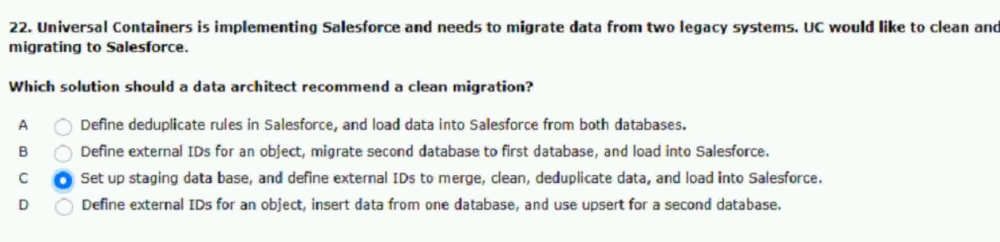 22. Universal Containers is implementing Salesforce and needs to migrate data from two legacy systems. UC would like to clean and
migrating to Salesforce.
Which solution should a data architect recommend a clean migration?
A Define deduplicate rules in Salesforce, and load data into Salesforce from both databases.
B Define external IDs for an object, migrate second database to first database, and load into Salesforce.
C Set up staging data base, and define external IDs to merge, clean, deduplicate data, and load into Salesforce.
D Define external IDs for an object, insert data from one database, and use upsert for a second database.